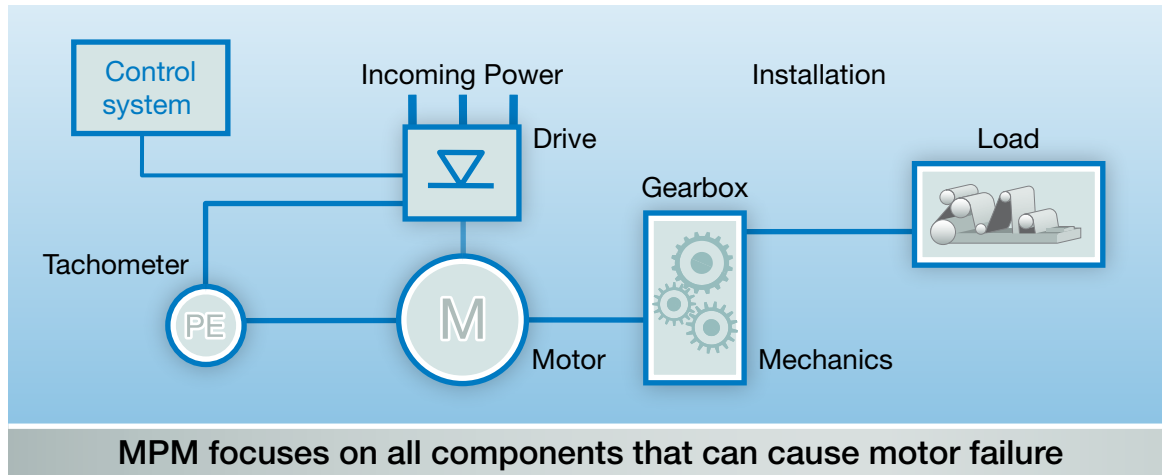 Control
system
Incoming Power
Installation
Drive
Load
Gearbox
Tachometer
PE
M
Motor
Mechanics
MPM focuses on all components that can cause motor failure